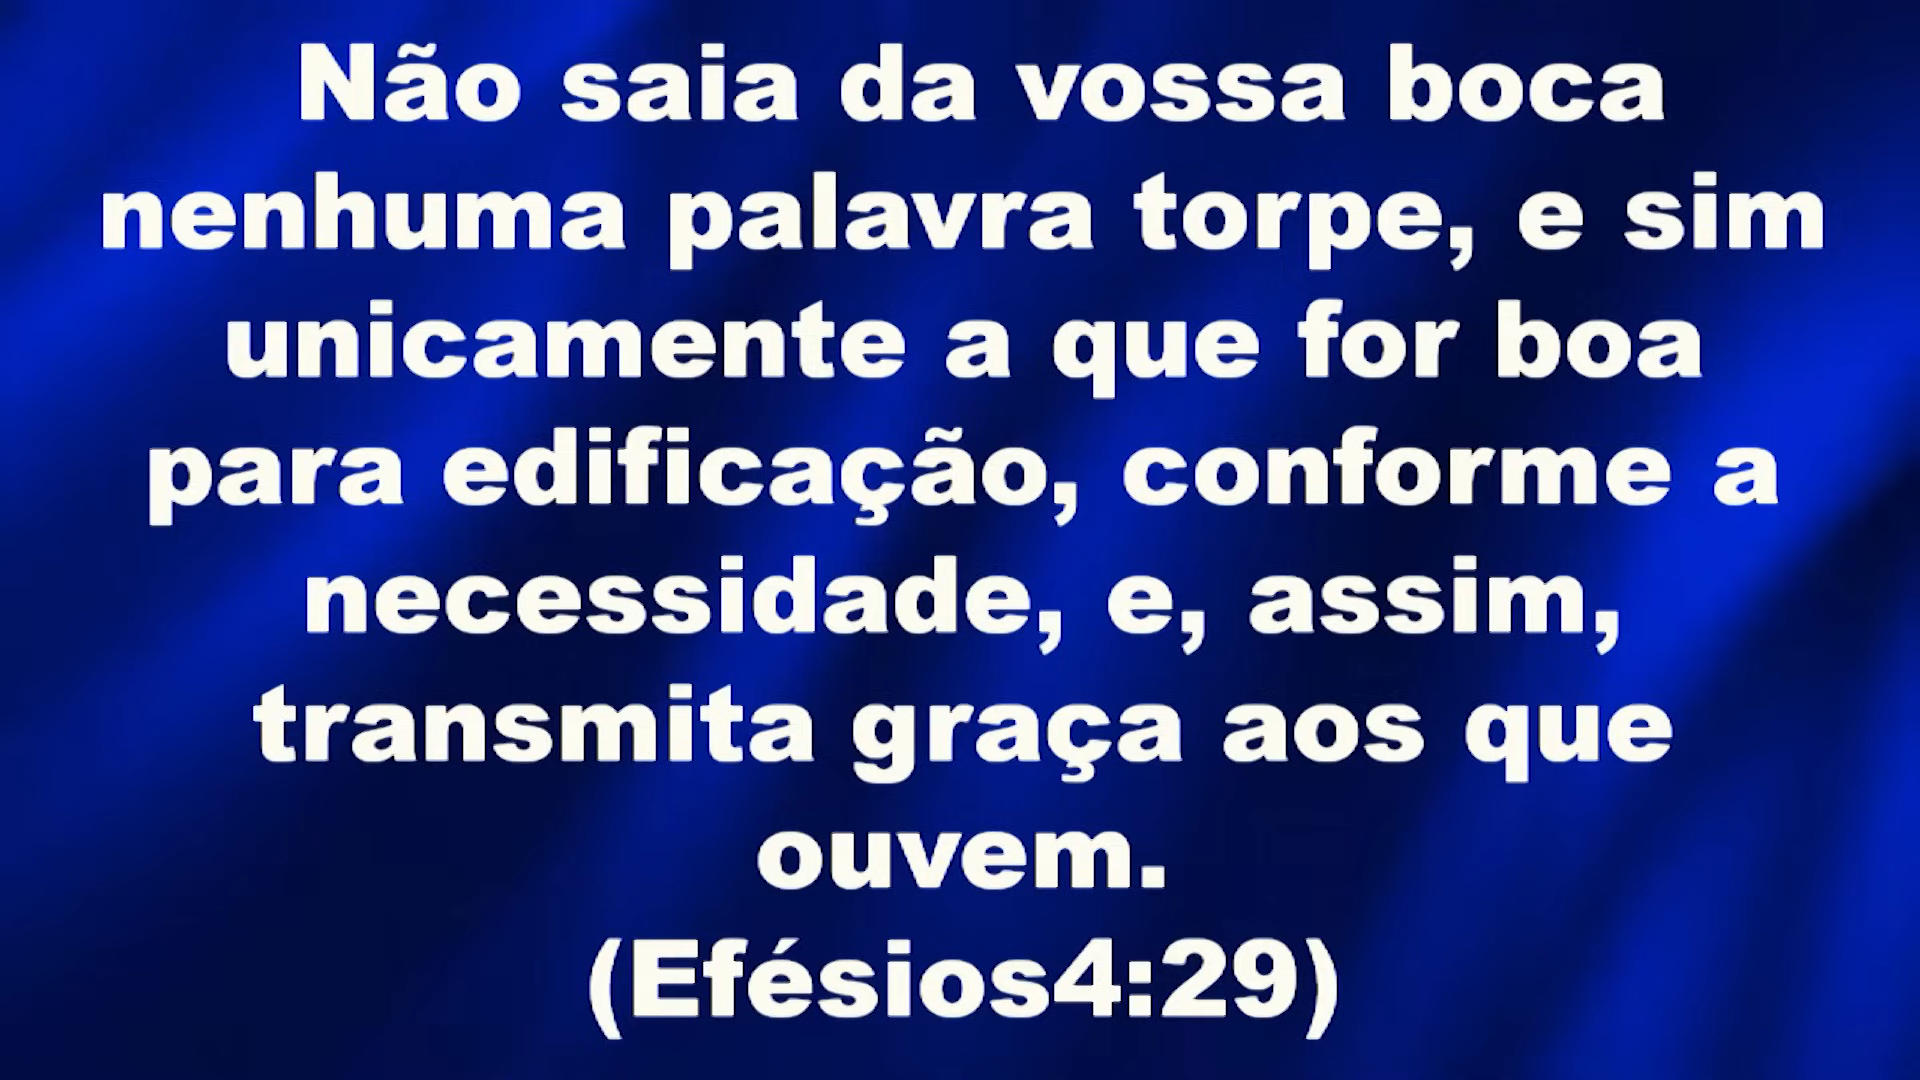 Não saia da vossa boca
nenhuma palavra torpe, e sim
unicamente a que for boa
para edificação, conforme a
necessidade, e, assim,
transmita graça aos que
ouvem.
(Efésios4:29)